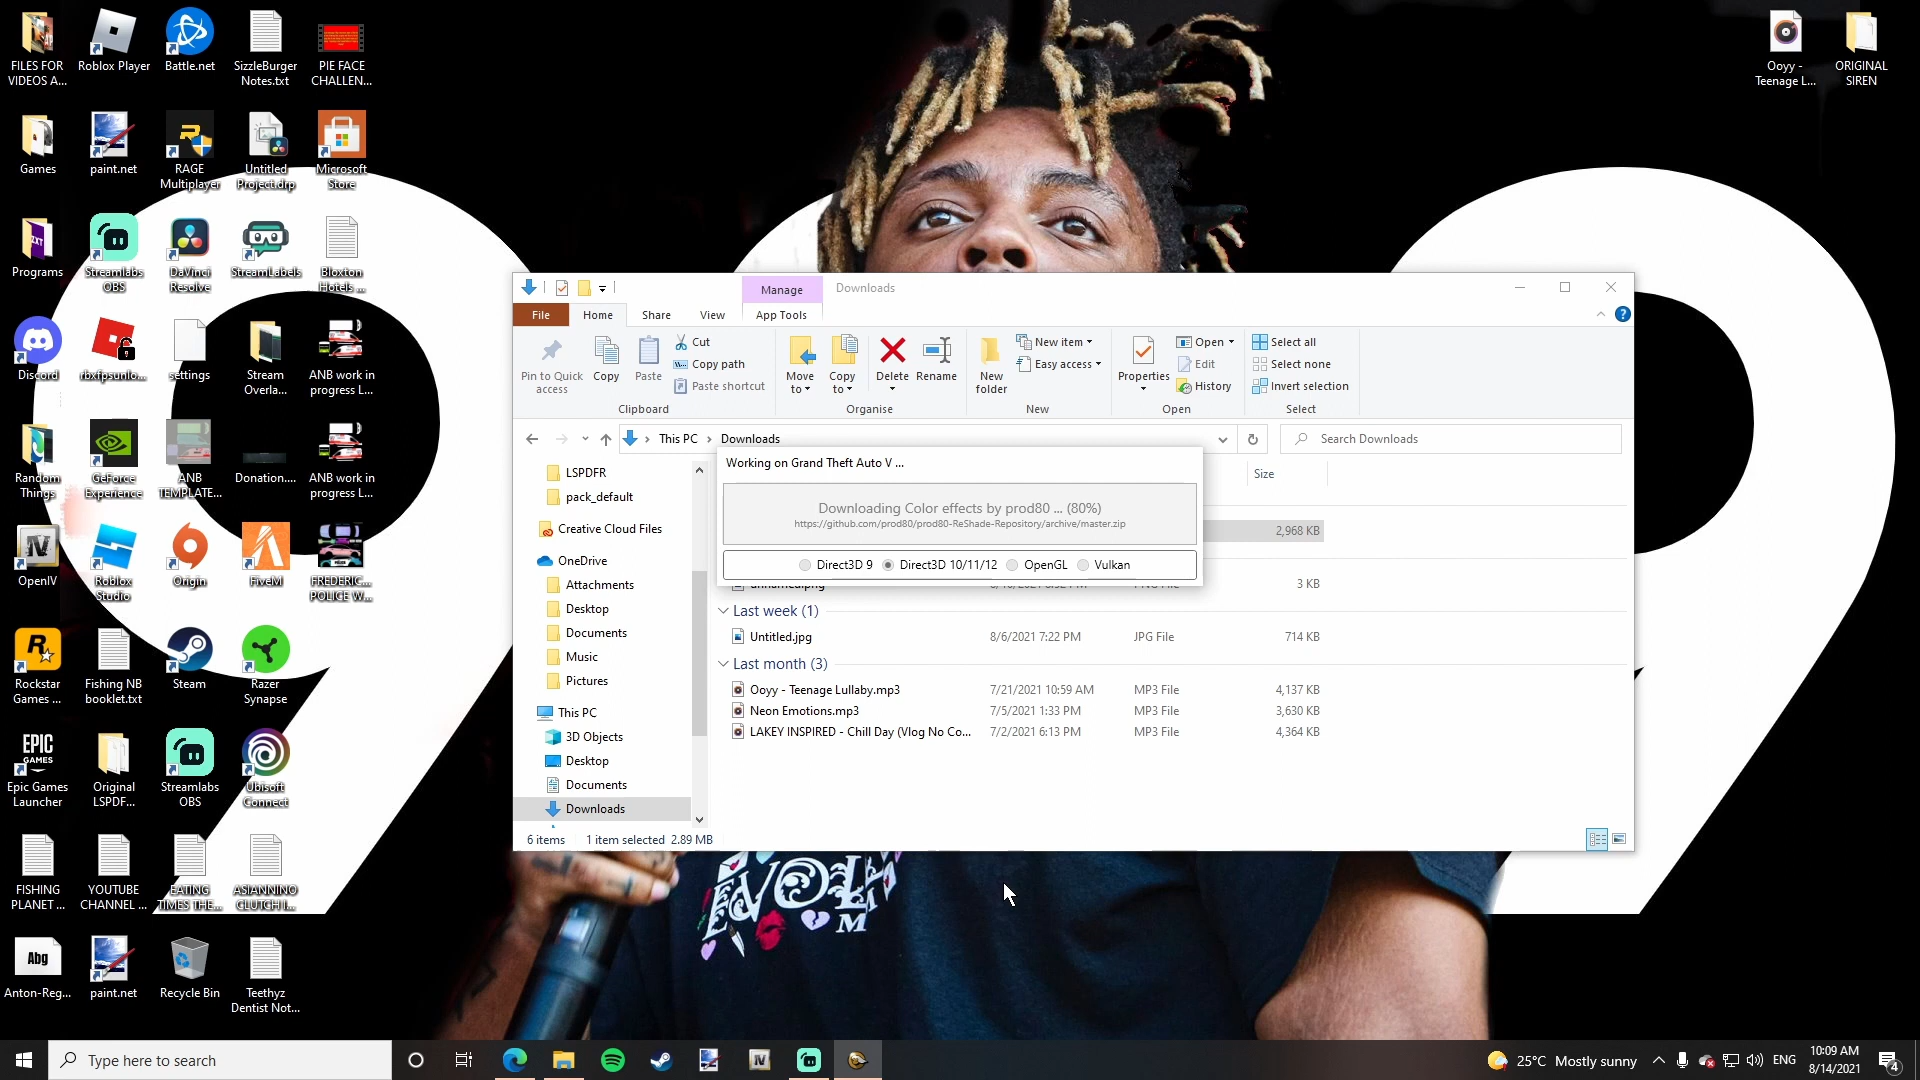 FILES FOR
VIDEOS A...
Roblox Player
Battle.net
SizzleBurger
Notes.txt
PIE FACE
CHALLEN...
Ooyy -
Teenage L...
ORIGINAL
SIREN
Games
paint.net
RAGE
Multiplayer
Untitled
Project.drp
Microsoft
Store
Programs
Streamlabs
OBS
DaVinci
Resolve
StreamLabels
Bloxton
Hotels ...
Discord
rbxfpsunlo...
settings
Stream
Overla...
ANB work in
progress L...
Random
Things
GeForce
Experience
ANB
TEMPLATE...
Donation....
ANB work in
progress L...
OpenIV
Roblox
Studio
Origin
FiveM
FREDERIC...
POLICE W...
Rockstar
Games ...
Fishing NB
booklet.txt
Steam
Razer
Synapse
EPIC
GAMES
Epic Games
Launcher
Original
LSPDF...
Streamlabs
OBS
Ubisoft
Connect
FISHING
PLANET ...
YOUTUBE
CHANNEL ...
EATING
TIMES THE...
ASIANNINO
CLUTCH I...
Abg
Anton-Reg...
paint.net
Recycle Bin
Teethyz
Dentist Not...
Manage
Downloads
File
Home
Share
View
App Tools
Pin to Quick
access
Copy
Paste
Cut
Copy path
Paste shortcut
Clipboard
Move
to
Copy
to
Delete
Rename
Organise
New
folder
New item
Easy access
New
Properties
Open
Edit
History
Open
Select all
Select none
Invert selection
Select
This PC
Downloads
Search Downloads
LSPDFR
pack_default
Creative Cloud Files
OneDrive
Attachments
Desktop
Documents
Music
Pictures
This PC
3D Objects
Desktop
Documents
Downloads
Size
2,968 KB
Working on Grand Theft Auto V ...
Downloading Color effects by prod80 ... (80%)
https://github.com/prod80/prod80-ReShade-Repository/archive/master.zip
Direct3D 9
Direct3D 10/11/12
OpenGL
Vulkan
3 KB
Last week (1)
Untitled.jpg 8/6/2021 7:22 PM JPG File 714 KB
Last month (3)
Ooyy - Teenage Lullaby.mp3 7/21/2021 10:59 AM MP3 File 4,137 KB
Neon Emotions.mp3 7/5/2021 1:33 PM MP3 File 3,630 KB
LAKEY INSPIRED - Chill Day (Vlog No Co... 7/2/2021 6:13 PM MP3 File 4,364 KB
6 items 1 item selected 2.89 MB
999
Type here to search
25°C Mostly sunny
ENG
10:09 AM
8/14/2021
4